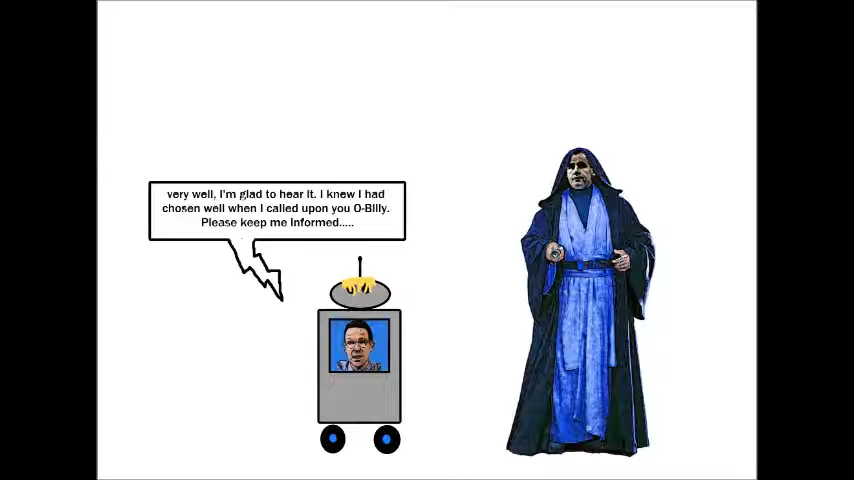 very well, I'm glad to hear it. I knew I had
chosen well when I called upon you O-Billy.
Please keep me informed.....